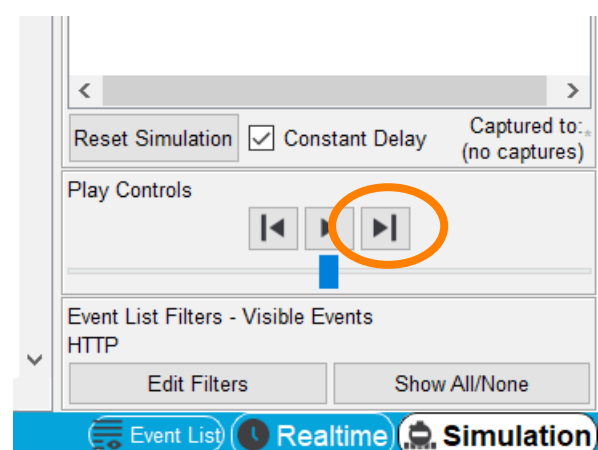 Reset Simulation Constant Delay Captured to:*
(no captures)
Play Controls
Event List Filters - Visible Events
HTTP
Edit Filters Show All/None
Event List Realtime Simulation